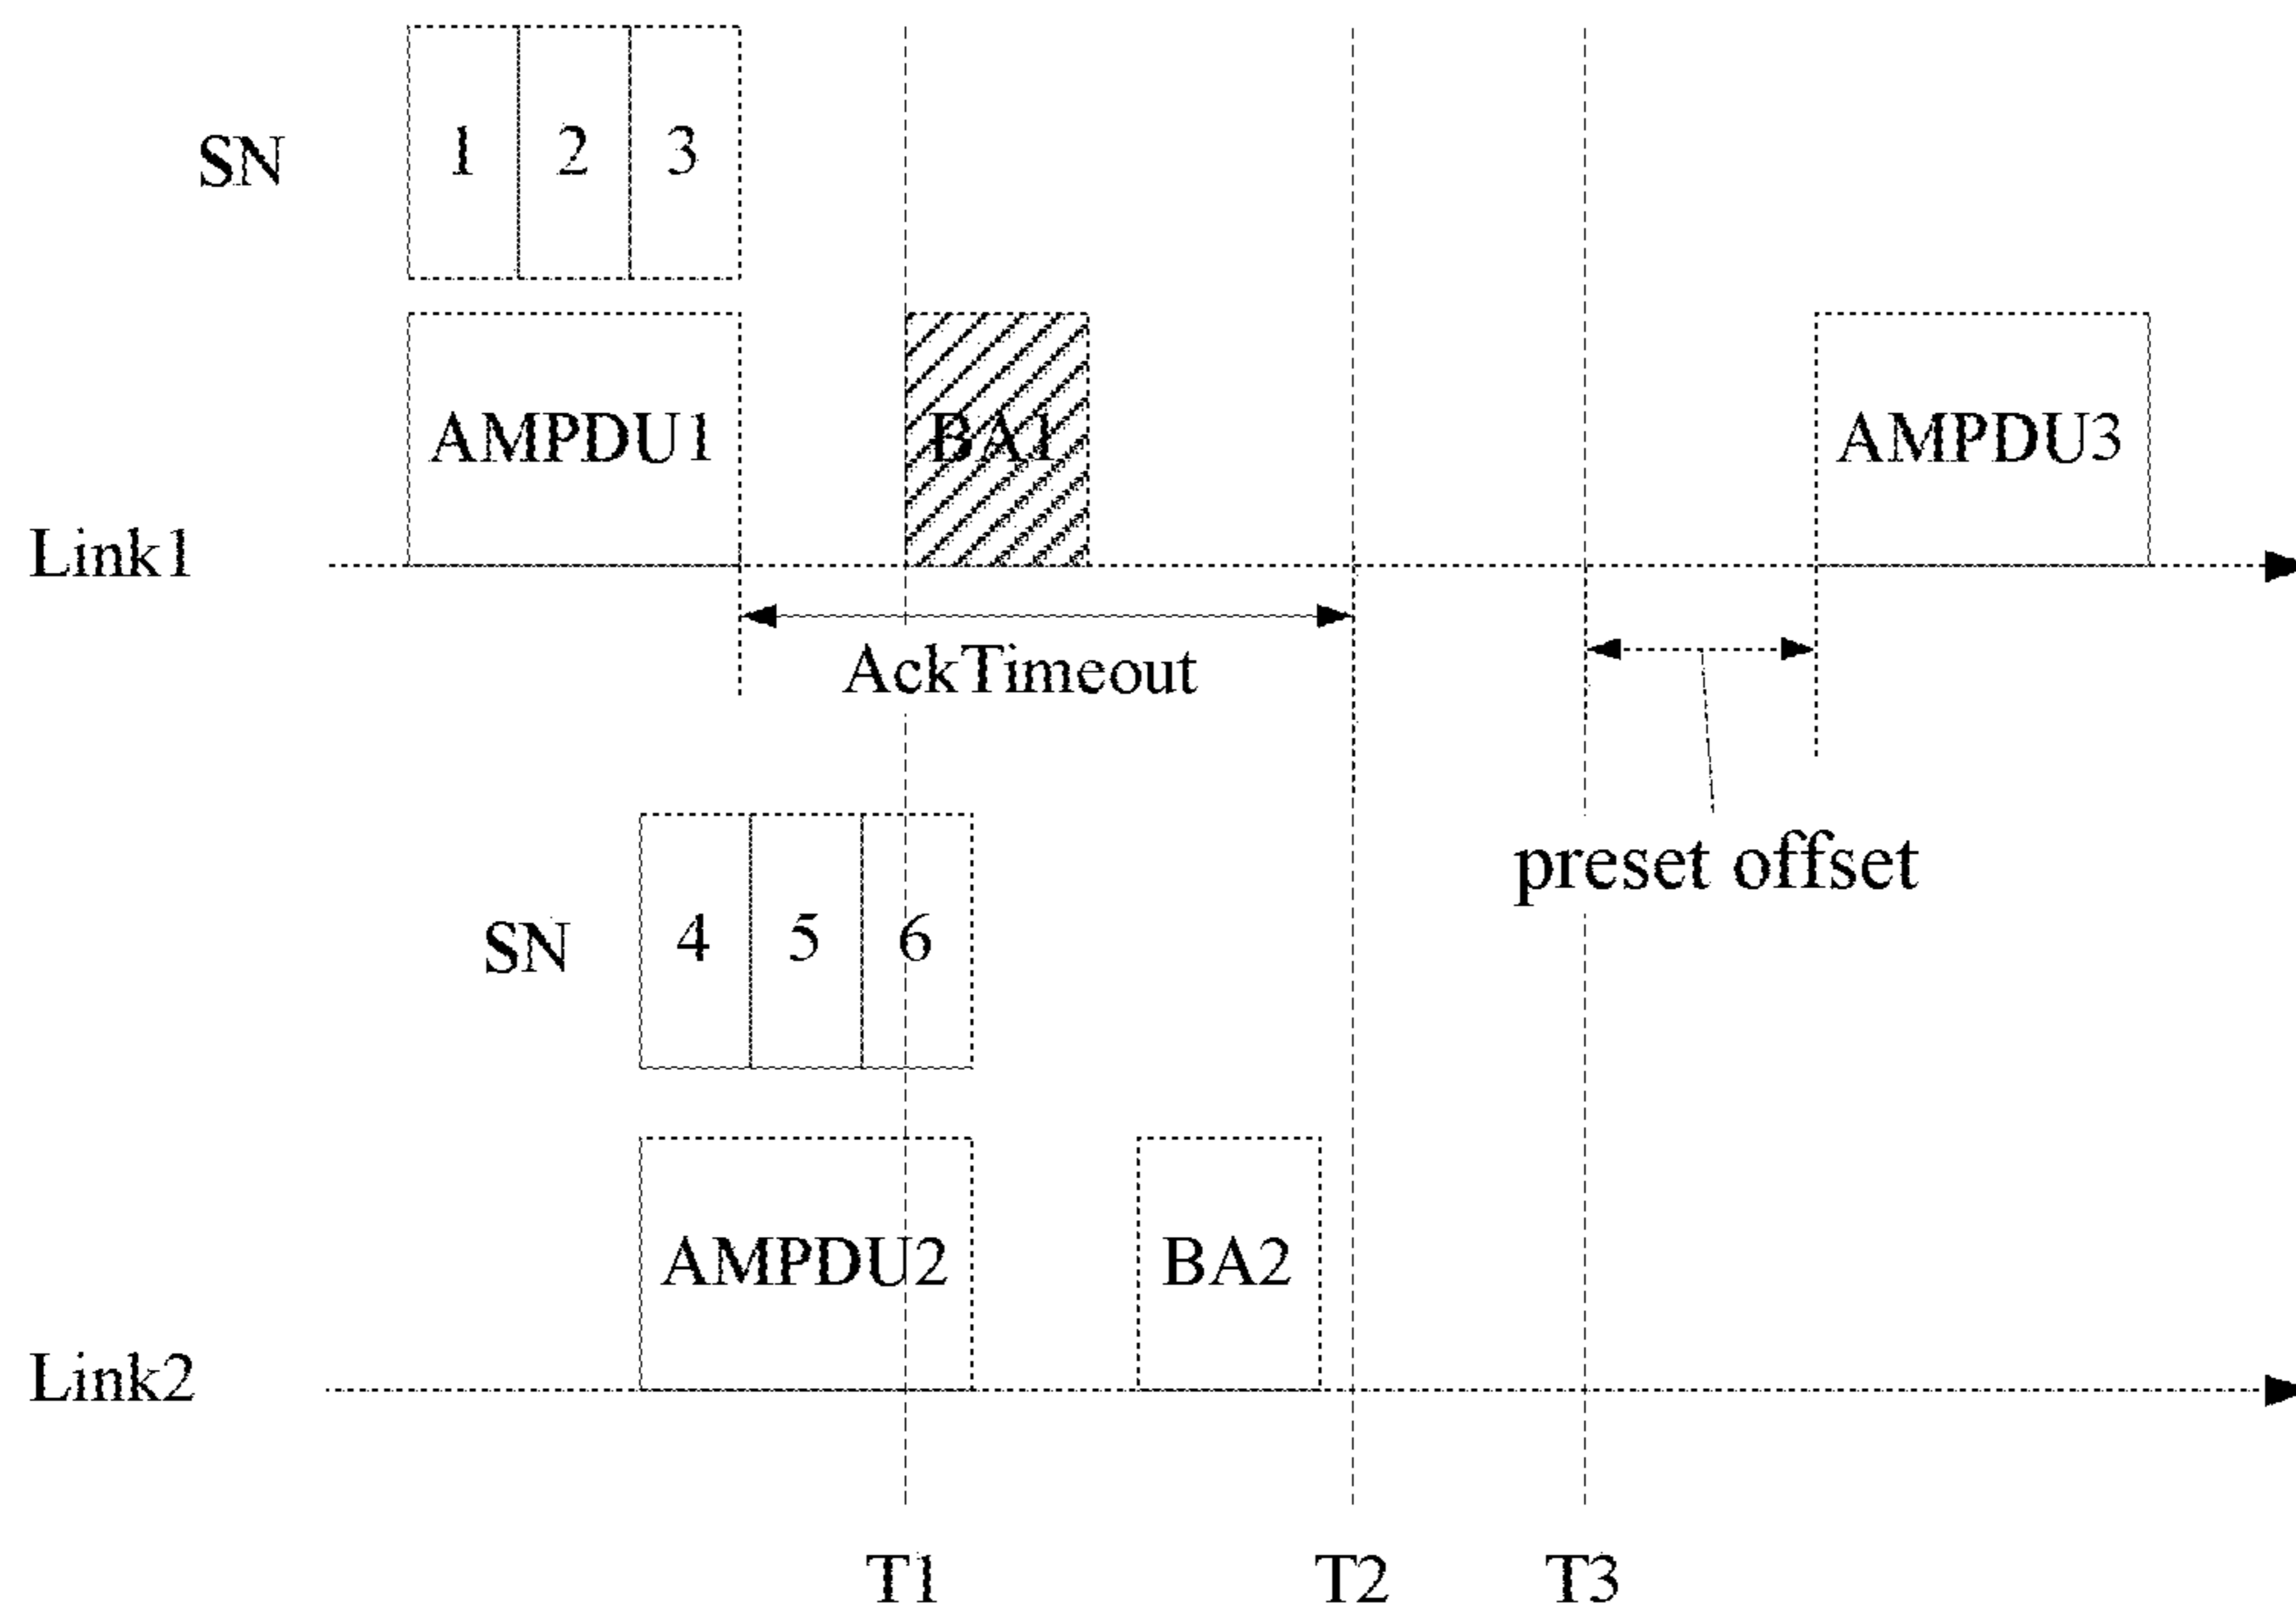 SN 1 2 3
AMPDU1 BA1 AMPDU3
Link1
AckTimeout
preset offset
SN 4 5 6
AMPDU2 BA2
Link2
T1 T2 T3